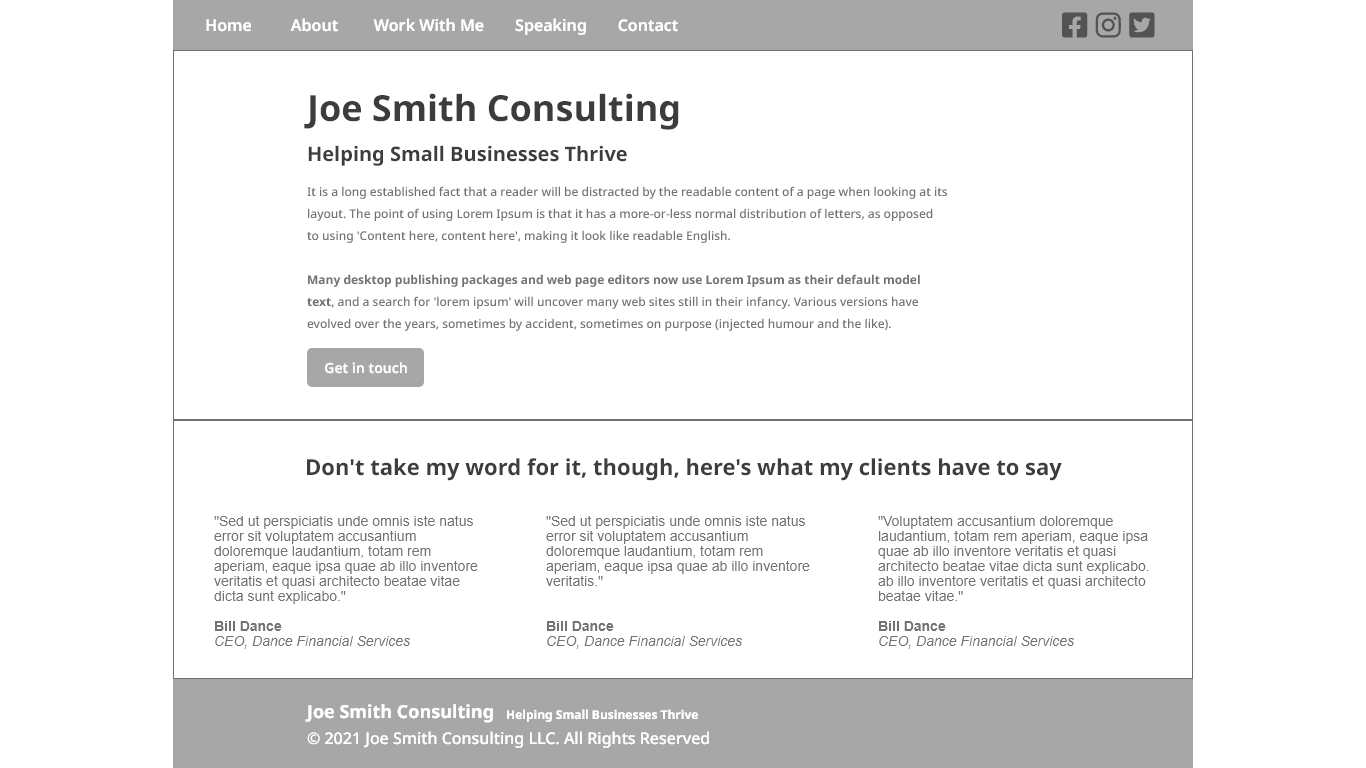 Home About Work With Me Speaking Contact
Joe Smith Consulting
Helping Small Businesses Thrive
It is a long established fact that a reader will be distracted by the readable content of a page when looking at its
layout. The point of using Lorem Ipsum is that it has a more-or-less normal distribution of letters, as opposed
to using 'Content here, content here', making it look like readable English.
Many desktop publishing packages and web page editors now use Lorem Ipsum as their default model
text, and a search for 'lorem ipsum' will uncover many web sites still in their infancy. Various versions have
evolved over the years, sometimes by accident, sometimes on purpose (injected humour and the like).
Get in touch
Don't take my word for it, though, here's what my clients have to say
"Sed ut perspiciatis unde omnis iste natus
error sit voluptatem accusantium
doloremque laudantium, totam rem
aperiam, eaque ipsa quae ab illo inventore
veritatis et quasi architecto beatae vitae
dicta sunt explicabo."
Bill Dance
CEO, Dance Financial Services
"Sed ut perspiciatis unde omnis iste natus
error sit voluptatem accusantium
doloremque laudantium, totam rem
aperiam, eaque ipsa quae ab illo inventore
veritatis."
Bill Dance
CEO, Dance Financial Services
"Voluptatem accusantium doloremque
laudantium, totam rem aperiam, eaque ipsa
quae ab illo inventore veritatis et quasi
architecto beatae vitae dicta sunt explicabo.
ab illo inventore veritatis et quasi architecto
beatae vitae."
Bill Dance
CEO, Dance Financial Services
Joe Smith Consulting Helping Small Businesses Thrive
© 2021 Joe Smith Consulting LLC. All Rights Reserved